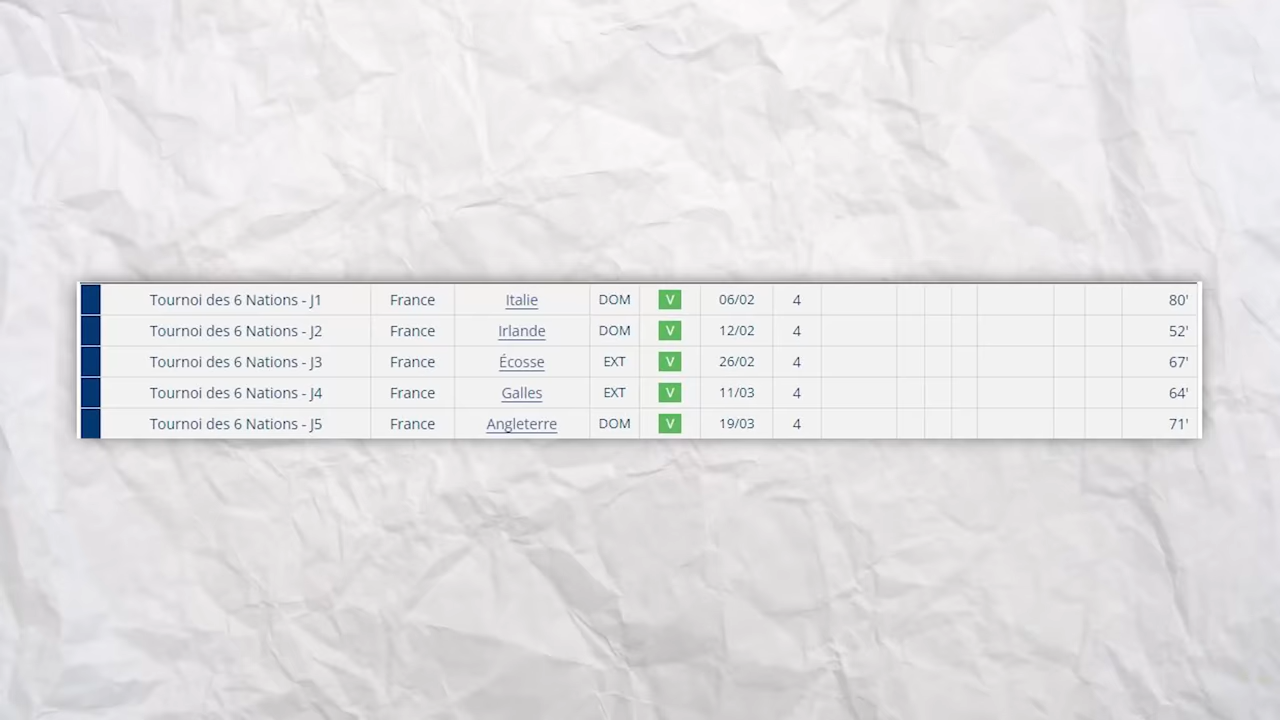 Tournoi des 6 Nations - J1 France Italie DOM V 06/02 4 80'
Tournoi des 6 Nations - J2 France Irlande DOM V 12/02 4 52'
Tournoi des 6 Nations - J3 France Écosse EXT V 26/02 4 67'
Tournoi des 6 Nations - J4 France Galles EXT V 11/03 4 64'
Tournoi des 6 Nations - J5 France Angleterre DOM V 19/03 4 71'